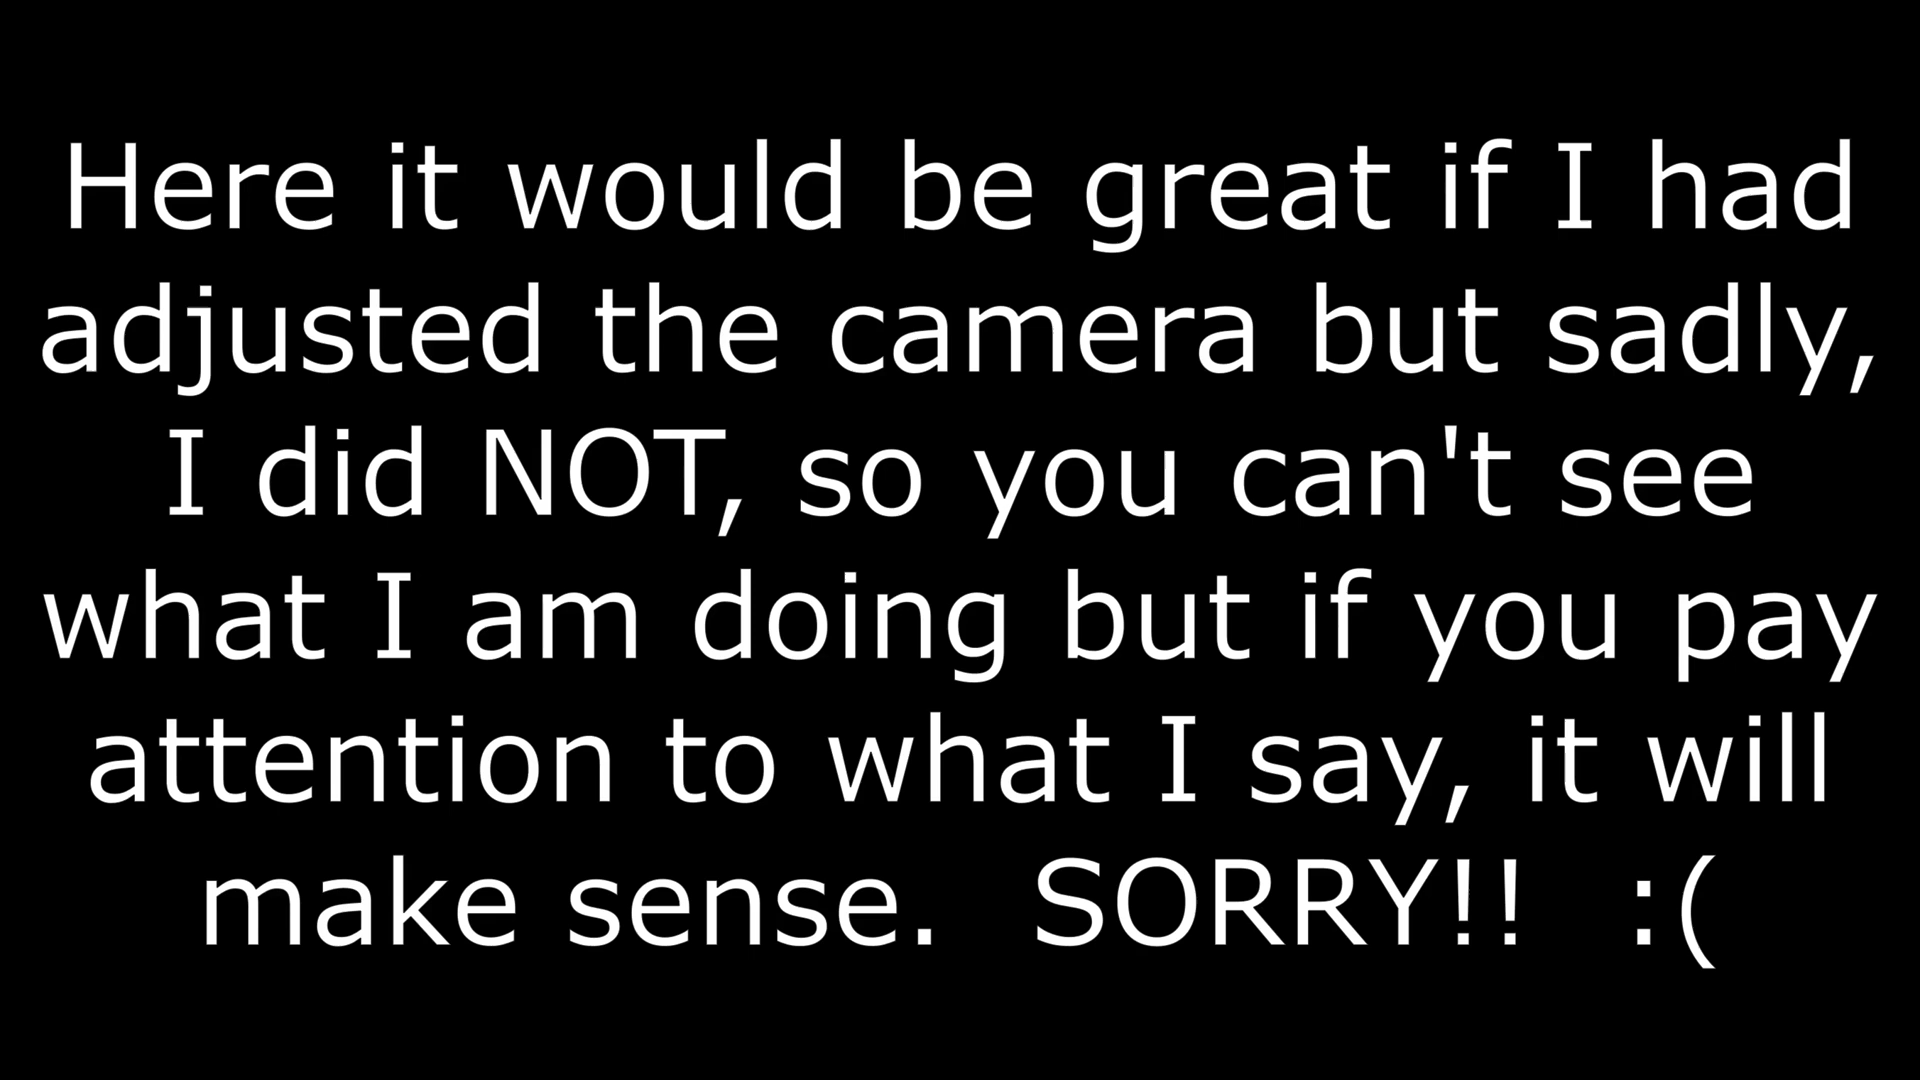 Here it would be great if I had
adjusted the camera but sadly,
I did NOT, so you can't see
what I am doing but if you pay
attention to what I say, it will
make sense.  SORRY!!  :(